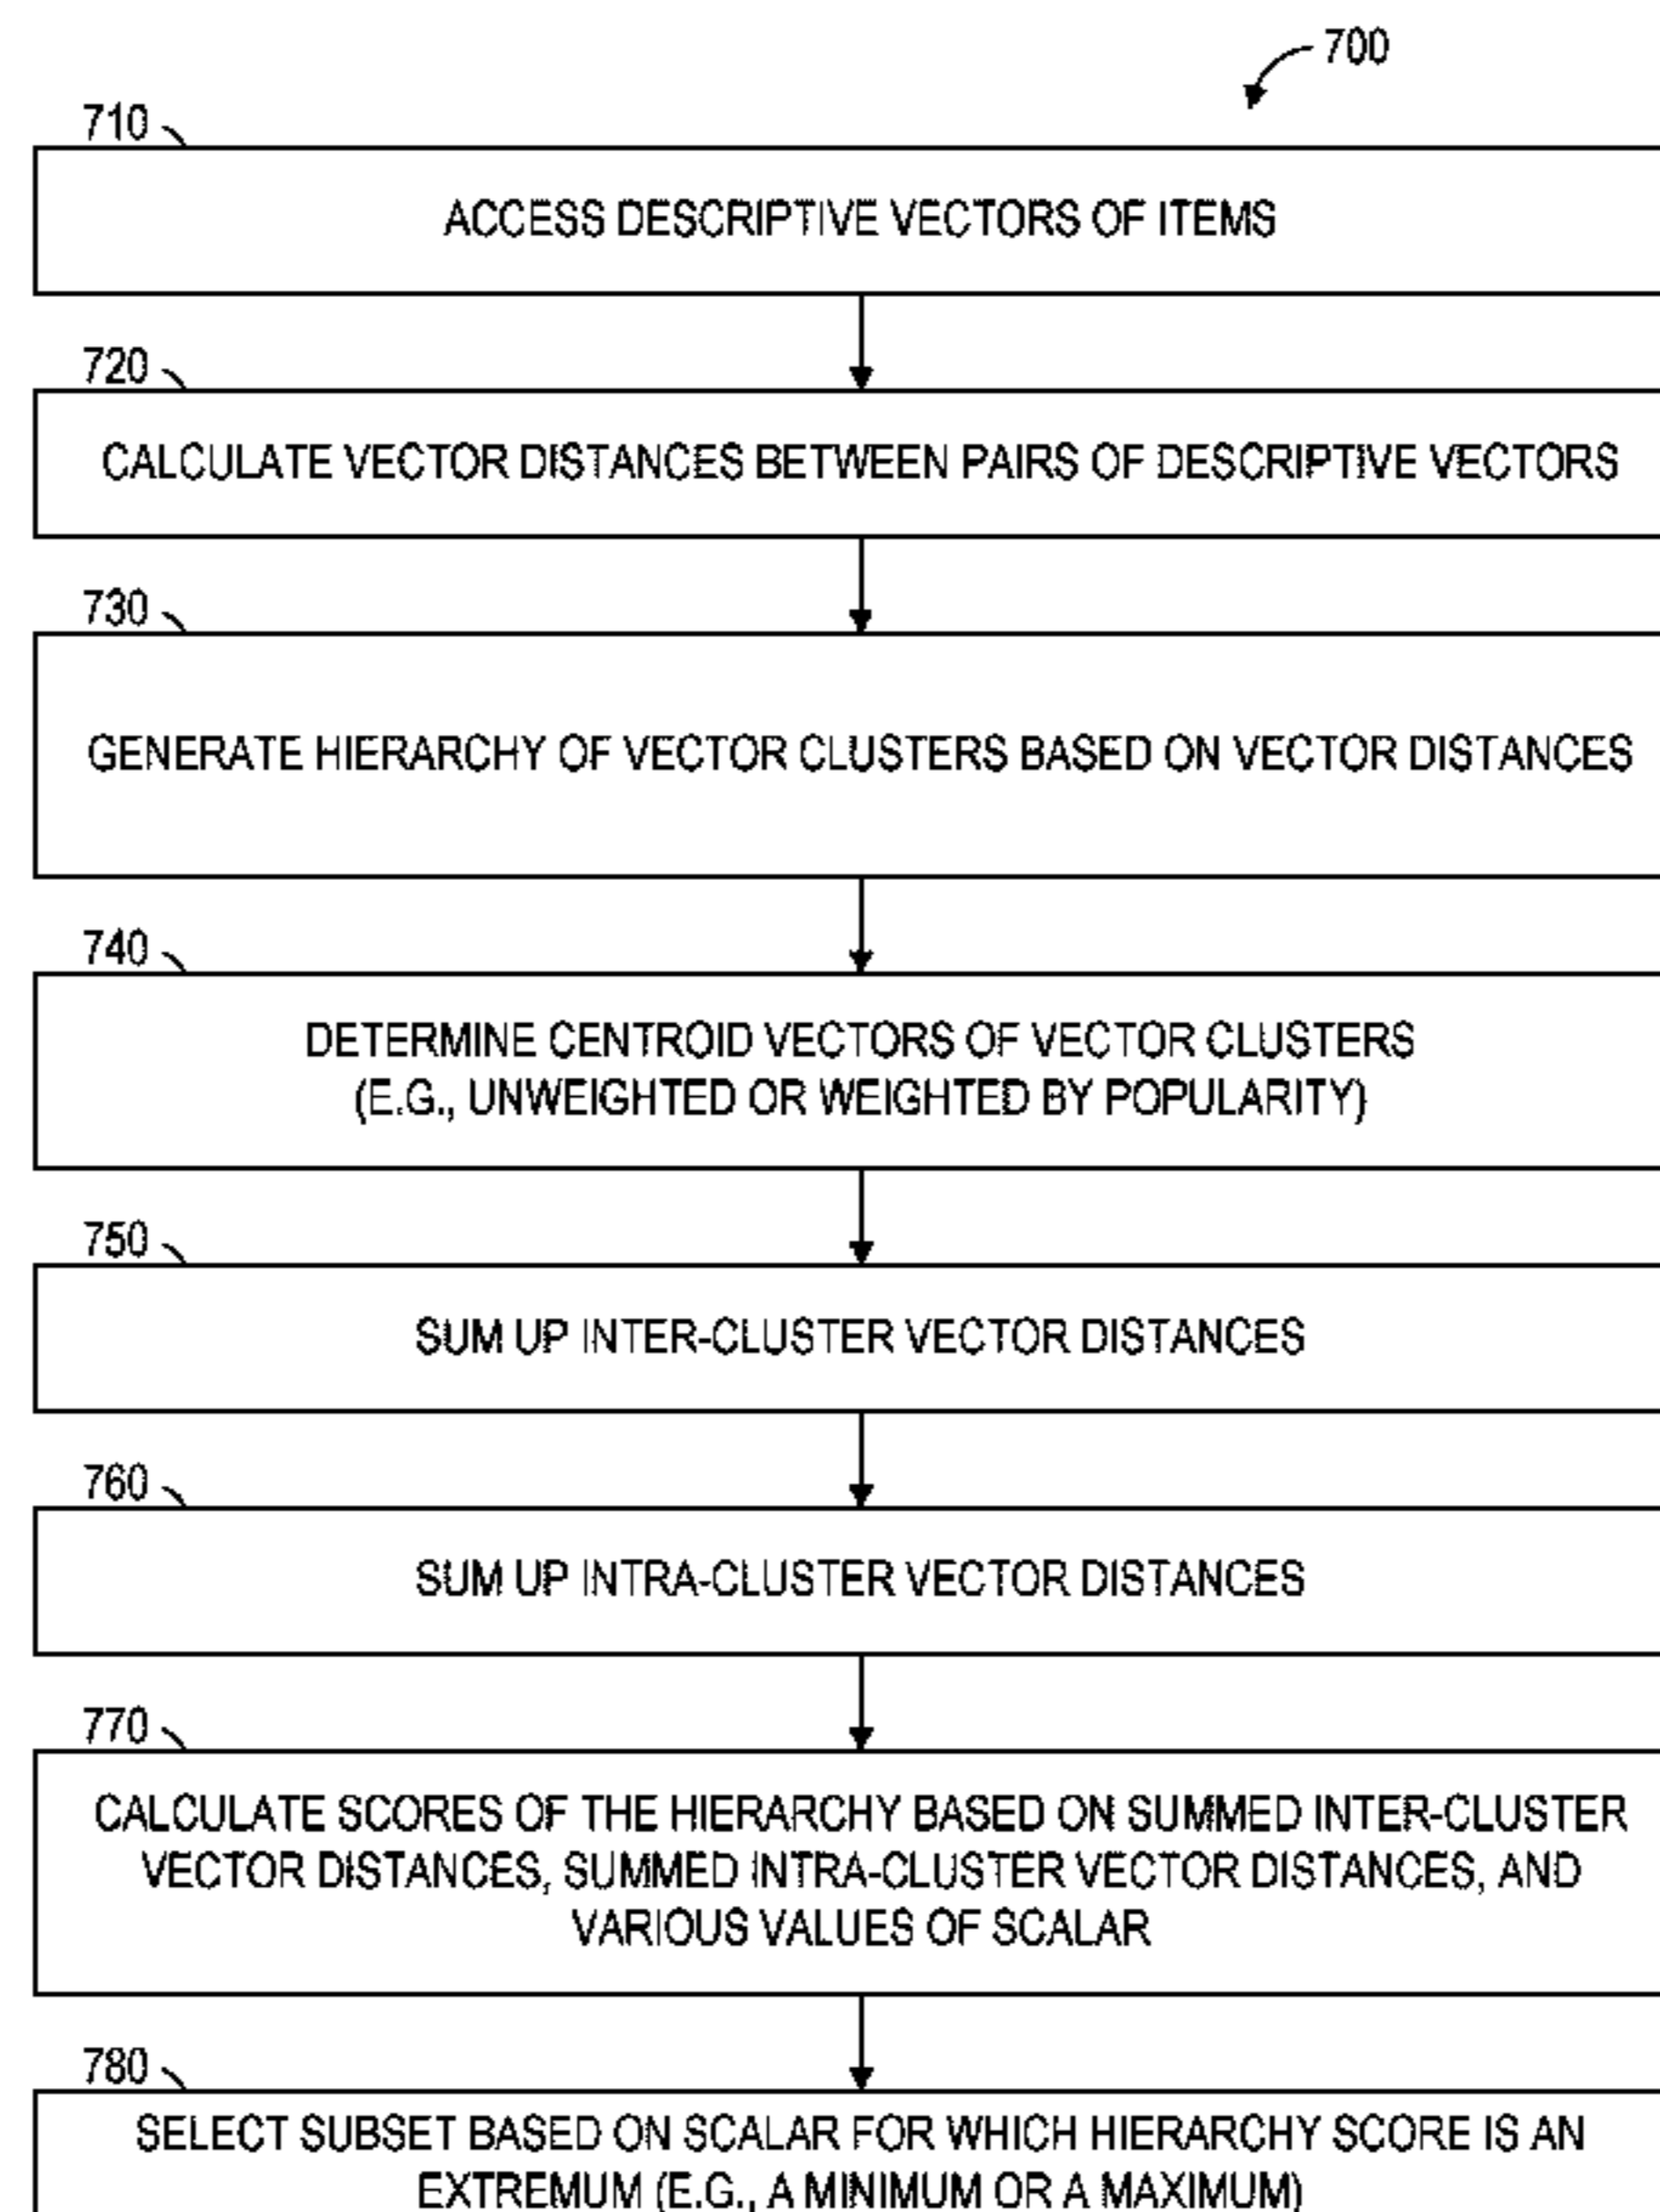 700
710
ACCESS DESCRIPTIVE VECTORS OF ITEMS
720
CALCULATE VECTOR DISTANCES BETWEEN PAIRS OF DESCRIPTIVE VECTORS
730
GENERATE HIERARCHY OF VECTOR CLUSTERS BASED ON VECTOR DISTANCES
740
DETERMINE CENTROID VECTORS OF VECTOR CLUSTERS
(E.G., UNWEIGHTED OR WEIGHTED BY POPULARITY)
750
SUM UP INTER-CLUSTER VECTOR DISTANCES
760
SUM UP INTRA-CLUSTER VECTOR DISTANCES
770
CALCULATE SCORES OF THE HIERARCHY BASED ON SUMMED INTER-CLUSTER
VECTOR DISTANCES, SUMMED INTRA-CLUSTER VECTOR DISTANCES, AND
VARIOUS VALUES OF SCALAR
780
SELECT SUBSET BASED ON SCALAR FOR WHICH HIERARCHY SCORE IS AN
EXTREMUM (E.G., A MINIMUM OR A MAXIMUM)